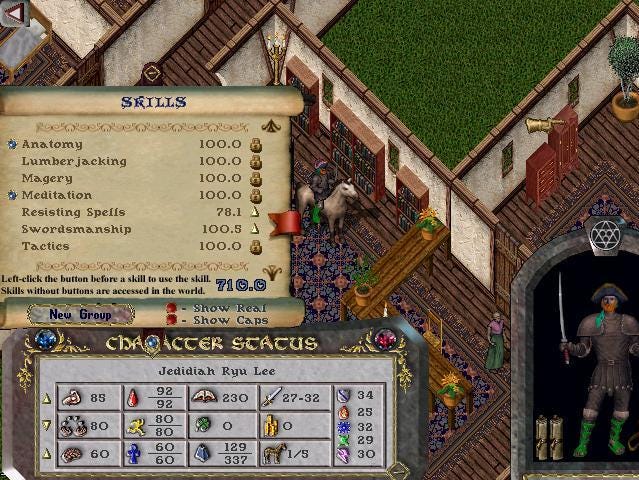 SKILLS
Anatomy 100.0
Lumberjacking 100.0
Magery 100.0
Meditation 100.0
Resisting Spells 78.1
Swordsmanship 100.5
Tactics 100.0
Left-click the button before a skill to use the skill.
Skills without buttons are accessed in the world.
710.0
New Group
- Show Real
- Show Caps
CHARACTER STATUS
Jedidiah Ryu Lee
85 92 92 230 27-32 34
25
80 80 80 0 0 32
29
60 60 60 129 337 1/5 30